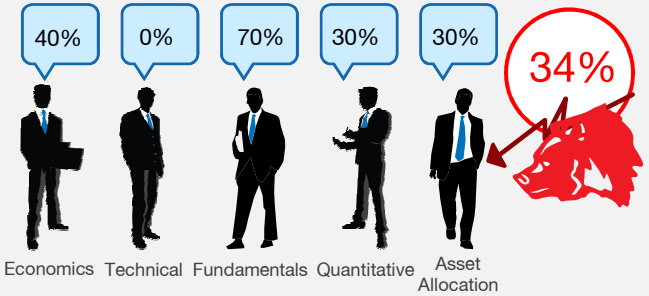 40%
0%
70%
30%
30%
34%
Economics
Technical
Fundamentals
Quantitative
Asset
Allocation